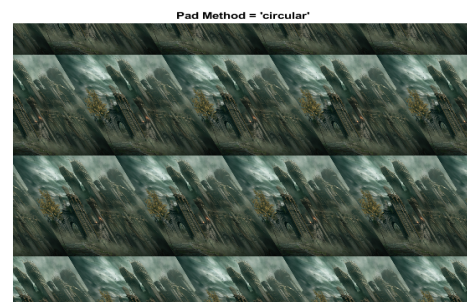 Pad Method = 'circular'